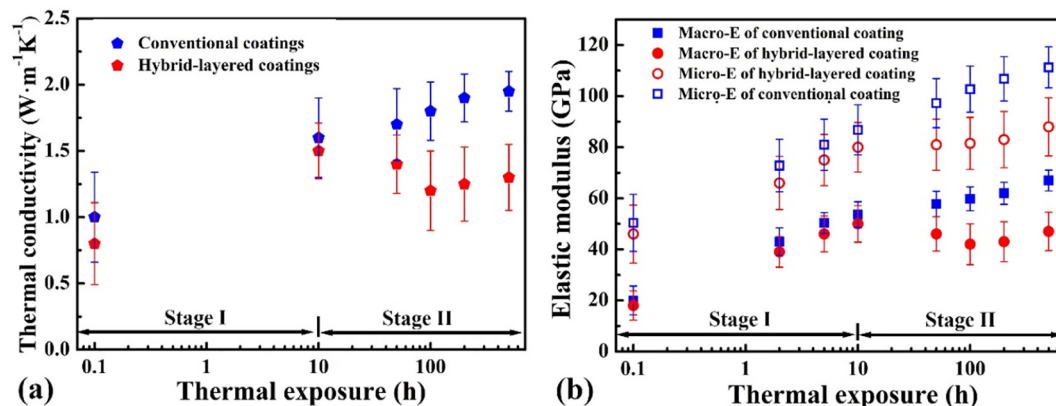 Thermal conductivity (W·m⁻¹K⁻¹)
2.5
2.0
1.5
1.0
0.5
0.0
Conventional coatings
Hybrid-layered coatings
Stage I
Stage II
0.1
1
10
100
(a)
Thermal exposure (h)
Elastic modulus (GPa)
120
100
80
60
40
20
0
Macro-E of conventional coating
Macro-E of hybrid-layered coating
Micro-E of hybrid-layered coating
Micro-E of conventional coating
Stage I
Stage II
0.1
1
10
100
(b)
Thermal exposure (h)